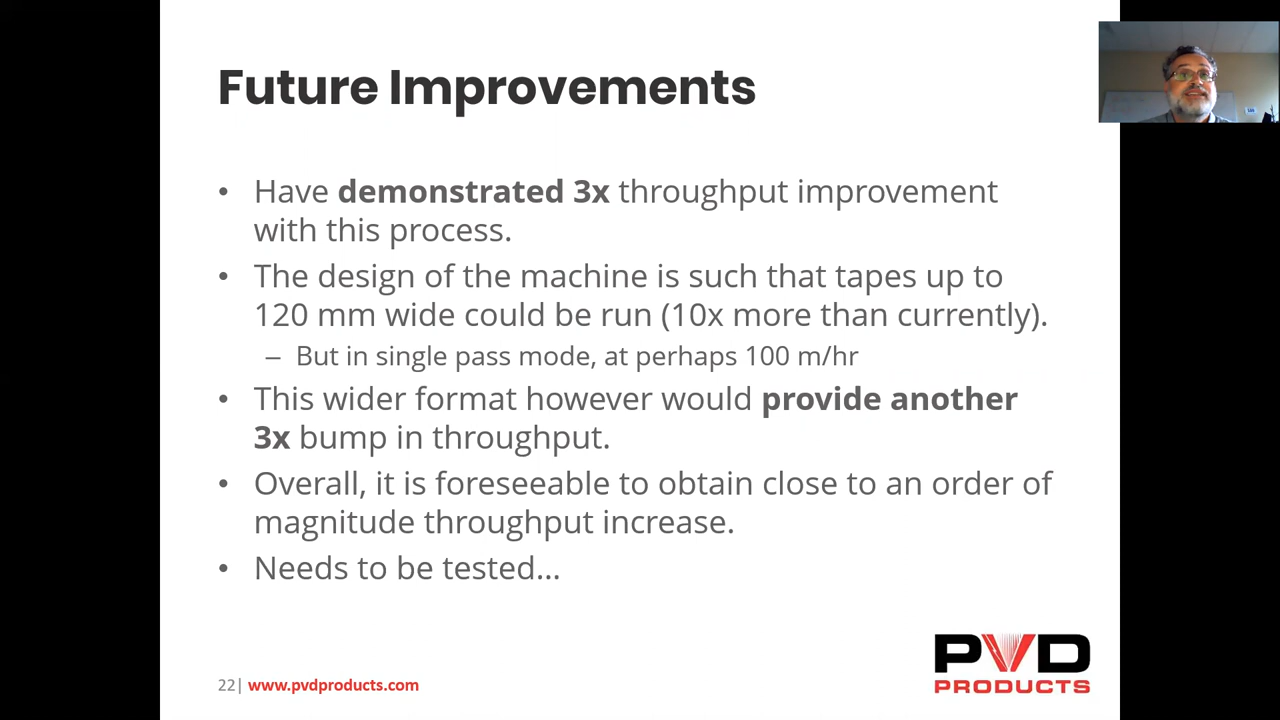 Future Improvements
• Have demonstrated 3x throughput improvement
with this process.
• The design of the machine is such that tapes up to
120 mm wide could be run (10x more than currently).
– But in single pass mode, at perhaps 100 m/hr
• This wider format however would provide another
3x bump in throughput.
• Overall, it is foreseeable to obtain close to an order of
magnitude throughput increase.
• Needs to be tested...
22| www.pvdproducts.com
PVD
PRODUCTS